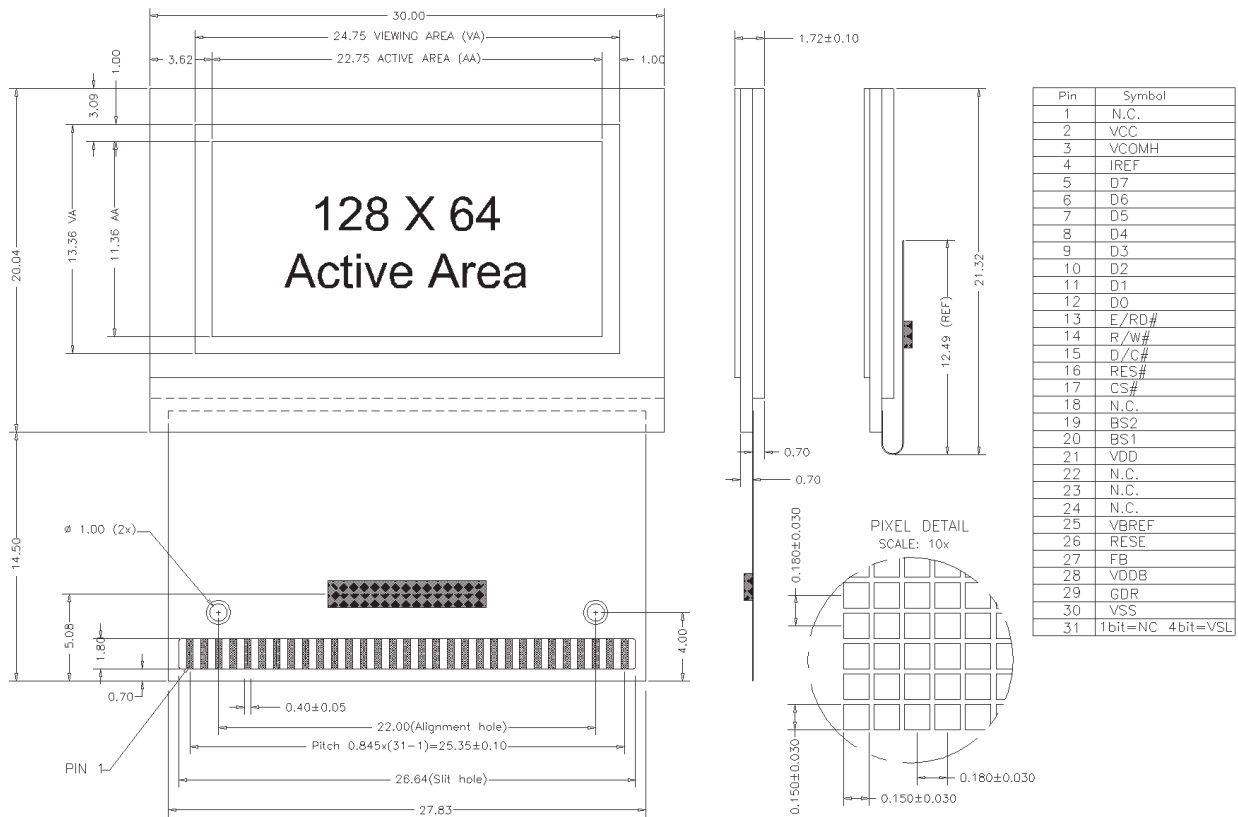 30.00
24.75 VIEWING AREA (VA)
3.62
22.75 ACTIVE AREA (AA)
1.00
1.00
3.09
20.04
13.36 VA
11.36 AA
128 X 64
Active Area
14.50
ø 1.00 (2x)
5.08
1.80
0.70
4.00
0.40±0.05
22.00(Alignment hole)
Pitch 0.845x(31-1)=25.35±0.10
PIN 1
26.64(Slit hole)
27.83
1.72±0.10
0.70
0.70
21.32
12.49 (REF)
PIXEL DETAIL
SCALE: 10x
0.180±0.030
0.150±0.030
0.180±0.030
0.150±0.030
Pin Symbol
1 N.C.
2 VCC
3 VCOMH
4 IREF
5 D7
6 D6
7 D5
8 D4
9 D3
10 D2
11 D1
12 D0
13 E/RD#
14 R/W#
15 D/C#
16 RES#
17 CS#
18 N.C.
19 BS2
20 BS1
21 VDD
22 N.C.
23 N.C.
24 N.C.
25 VBREF
26 RESE
27 FB
28 VDDB
29 GDR
30 VSS
31 1bit=NC 4bit=VSL